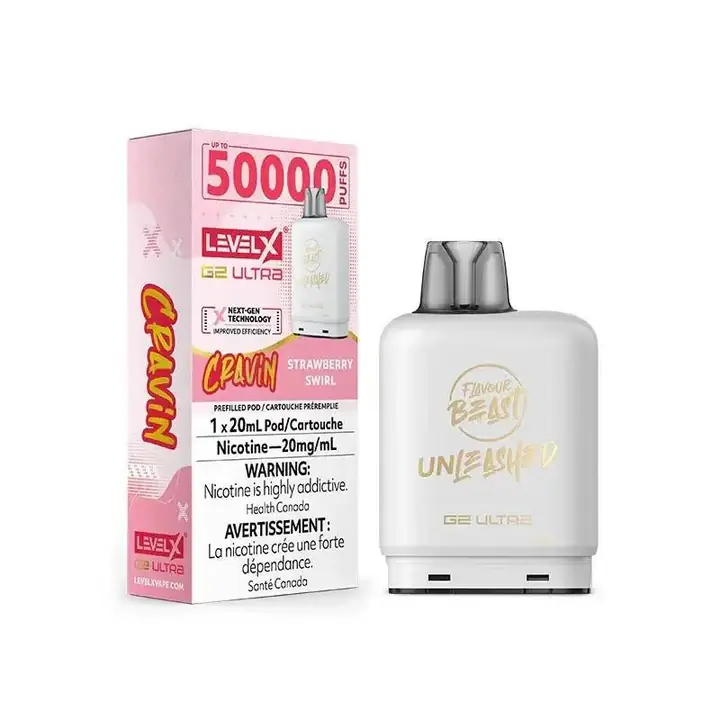 UP TO
50000
PUFFS
LEVEL X®
G2 ULTRA
X NEXT-GEN
TECHNOLOGY
IMPROVED EFFICIENCY
CRAVIN
STRAWBERRY
SWIRL
PREFILLED POD / CARTOUCHE PRÉREMPLIE
1 x 20mL Pod/Cartouche
Nicotine—20mg/mL
WARNING:
Nicotine is highly addictive.
Health Canada
AVERTISSEMENT :
La nicotine crée une forte
dépendance.
Santé Canada
BEAST
UNLEASHED
X X
CRAVIN
X
LEVEL X
G2 ULTRA
LEVELXVAPE.COM
FLAVOUR
BEAST
UNLEASHED
G2 ULTRA